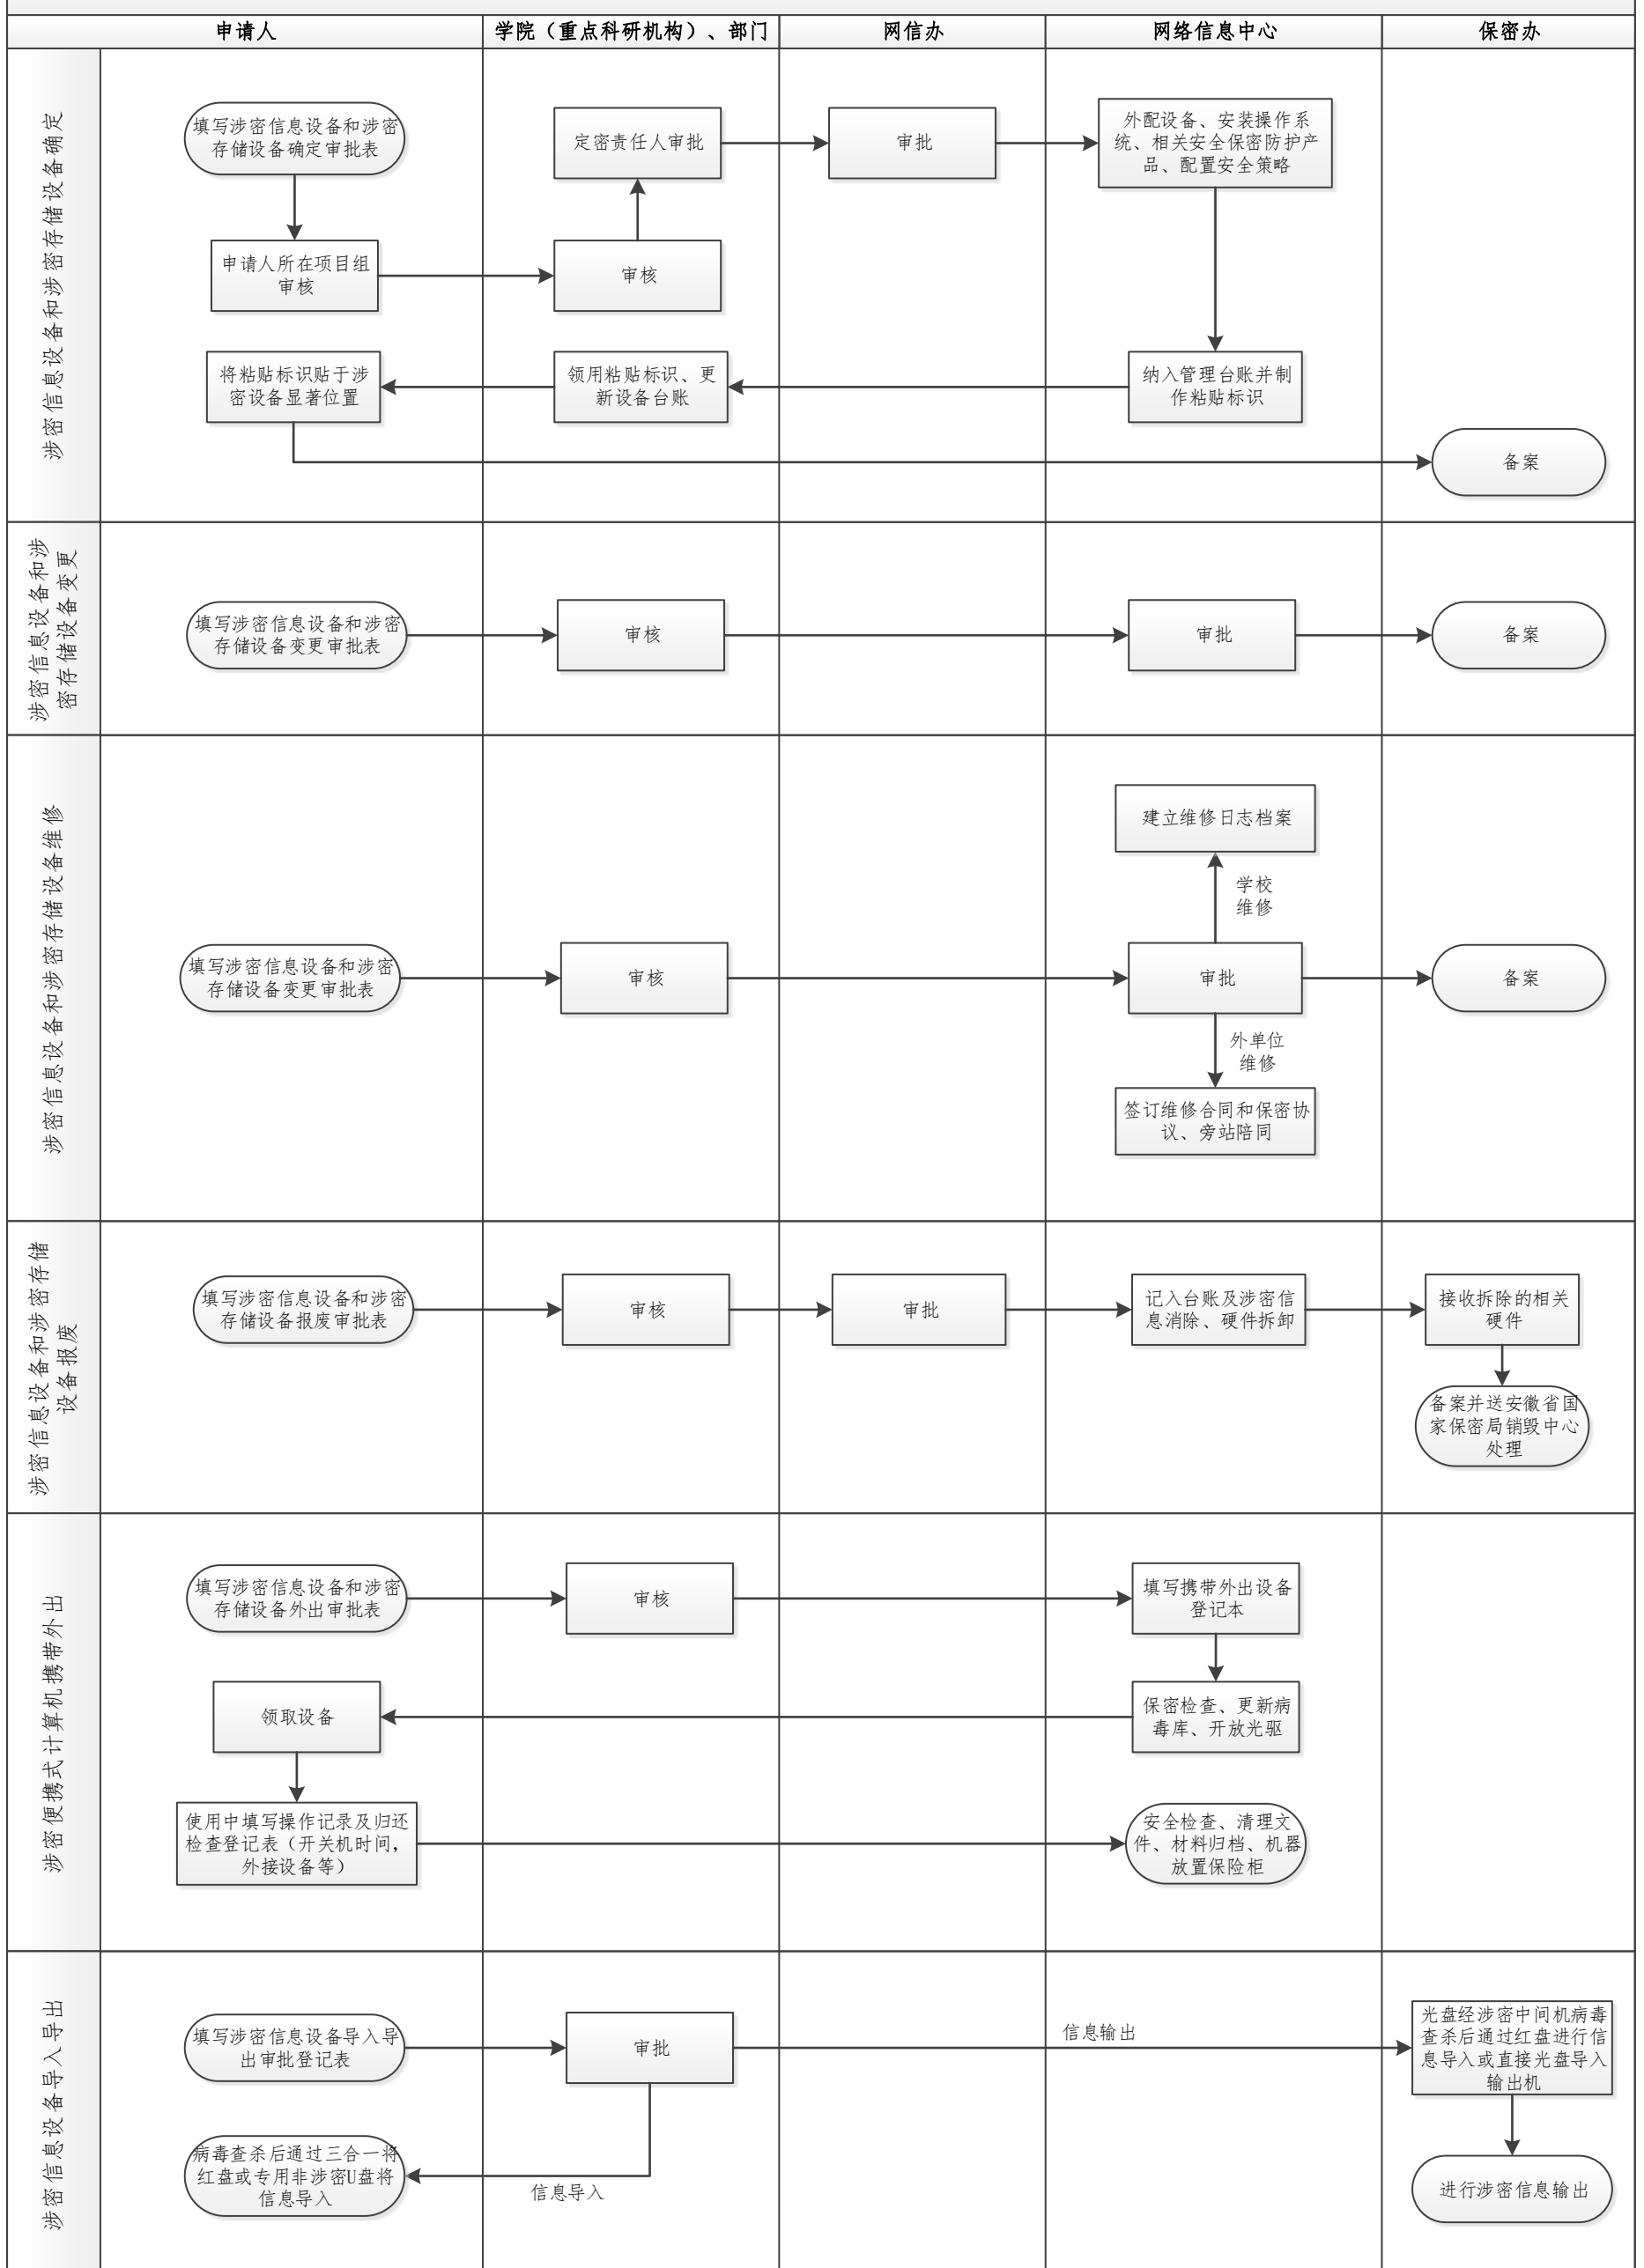 申请人
学院（重点科研机构）、部门
网信办
网络信息中心
保密办
涉密信息设备和涉密存储设备确定
填写涉密信息设备和涉密
存储设备确定审批表
定密责任人审批
审批
外配设备、安装操作系
统、相关安全保密防护产
品、配置安全策略
申请人所在项目组
审核
审核
将粘贴标识贴于涉
密设备显著位置
领用粘贴标识、更
新设备台账
纳入管理台账并制
作粘贴标识
备案
涉密信息设备和涉
密存储设备变更
填写涉密信息设备和涉密
存储设备变更审批表
审核
审批
备案
涉密信息设备和涉密存储设备维修
建立维修日志档案
学校
维修
填写涉密信息设备和涉密
存储设备变更审批表
审核
审批
备案
外单位
维修
签订维修合同和保密协
议、旁站陪同
涉密信息设备和涉密存储
设备报废
填写涉密信息设备和涉密
存储设备报废审批表
审核
审批
记入台账及涉密信
息消除、硬件拆卸
接收拆除的相关
硬件
备案并送安徽省国
家保密局销毁中心
处理
涉密便携式计算机携带外出
填写涉密信息设备和涉密
存储设备外出审批表
审核
填写携带外出设备
登记本
领取设备
保密检查、更新病
毒库、开放光驱
使用中填写操作记录及归还
检查登记表（开关机时间，
外接设备等）
安全检查、清理文
件、材料归档、机器
放置保险柜
涉密信息设备导入导出
填写涉密信息设备导入导
出审批登记表
审批
信息输出
光盘经涉密中间机病毒
查杀后通过红盘进行信
息导入或直接光盘导入
输出机
病毒查杀后通过三合一将
红盘或专用非涉密U盘将
信息导入
信息导入
进行涉密信息输出